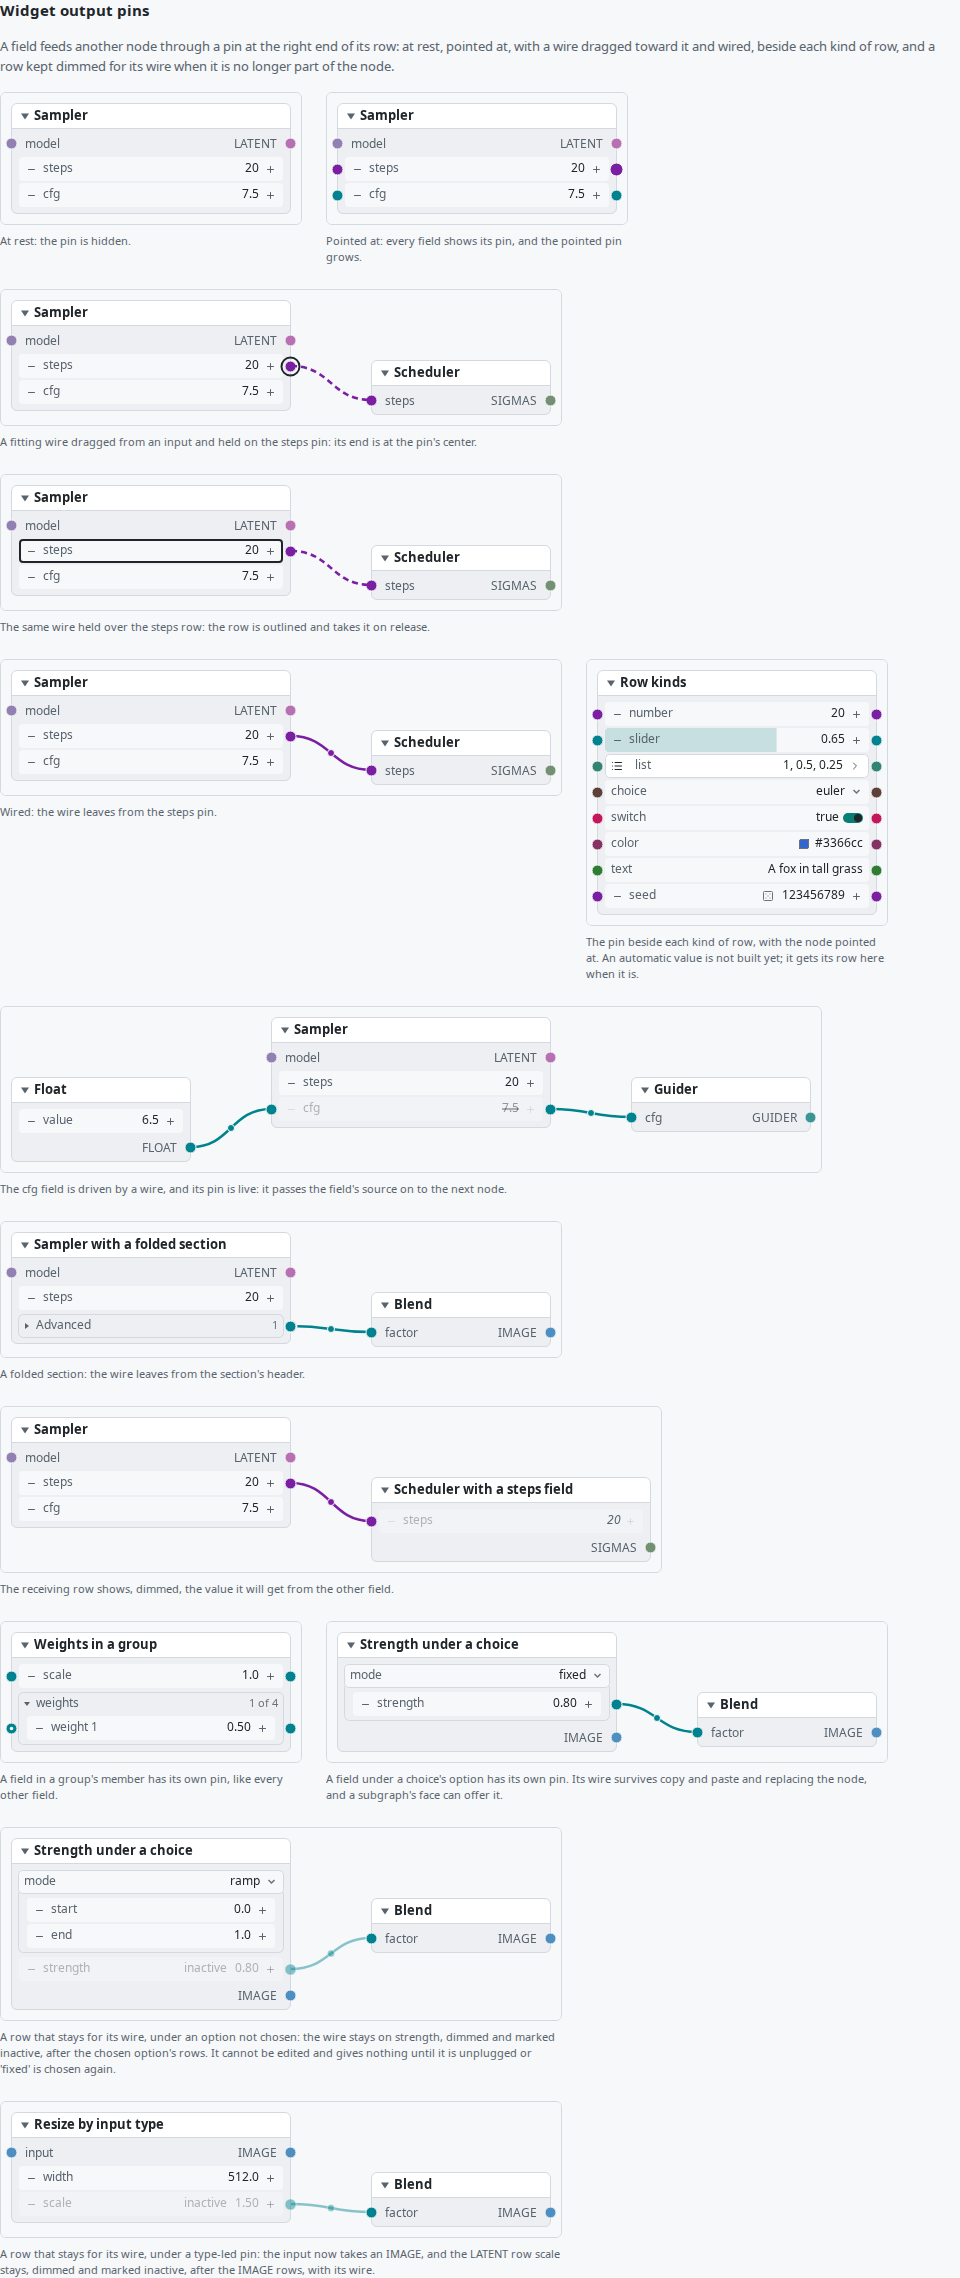 Widget output pins
A field feeds another node through a pin at the right end of its row: at rest, pointed at, with a wire dragged toward it and wired, beside each kind of row, and a
row kept dimmed for its wire when it is no longer part of the node.
Sampler
model LATENT
– steps 20 +
– cfg 7.5 +
At rest: the pin is hidden.
Sampler
model LATENT
– steps 20 +
– cfg 7.5 +
Pointed at: every field shows its pin, and the pointed pin
grows.
Sampler
model LATENT
– steps 20 +
– cfg 7.5 +
Scheduler
steps SIGMAS
A fitting wire dragged from an input and held on the steps pin: its end is at the pin's center.
Sampler
model LATENT
– steps 20 +
– cfg 7.5 +
Scheduler
steps SIGMAS
The same wire held over the steps row: the row is outlined and takes it on release.
Sampler
model LATENT
– steps 20 +
– cfg 7.5 +
Scheduler
steps SIGMAS
Wired: the wire leaves from the steps pin.
Row kinds
– number 20 +
– slider 0.65 +
list 1, 0.5, 0.25
choice euler
switch true
color #3366cc
text A fox in tall grass
– seed 123456789 +
The pin beside each kind of row, with the node pointed
at. An automatic value is not built yet; it gets its row here
when it is.
Float
– value 6.5 +
FLOAT
Sampler
model LATENT
– steps 20 +
– cfg 7.5 +
Guider
cfg GUIDER
The cfg field is driven by a wire, and its pin is live: it passes the field's source on to the next node.
Sampler with a folded section
model LATENT
– steps 20 +
Advanced 1
Blend
factor IMAGE
A folded section: the wire leaves from the section's header.
Sampler
model LATENT
– steps 20 +
– cfg 7.5 +
Scheduler with a steps field
– steps 20 +
SIGMAS
The receiving row shows, dimmed, the value it will get from the other field.
Weights in a group
– scale 1.0 +
weights 1 of 4
– weight 1 0.50 +
A field in a group's member has its own pin, like every
other field.
Strength under a choice
mode fixed
– strength 0.80 +
IMAGE
Blend
factor IMAGE
A field under a choice's option has its own pin. Its wire survives copy and paste and replacing the node,
and a subgraph's face can offer it.
Strength under a choice
mode ramp
– start 0.0 +
– end 1.0 +
– strength inactive 0.80 +
IMAGE
Blend
factor IMAGE
A row that stays for its wire, under an option not chosen: the wire stays on strength, dimmed and marked
inactive, after the chosen option's rows. It cannot be edited and gives nothing until it is unplugged or
'fixed' is chosen again.
Resize by input type
input IMAGE
– width 512.0 +
– scale inactive 1.50 +
Blend
factor IMAGE
A row that stays for its wire, under a type-led pin: the input now takes an IMAGE, and the LATENT row scale
stays, dimmed and marked inactive, after the IMAGE rows, with its wire.